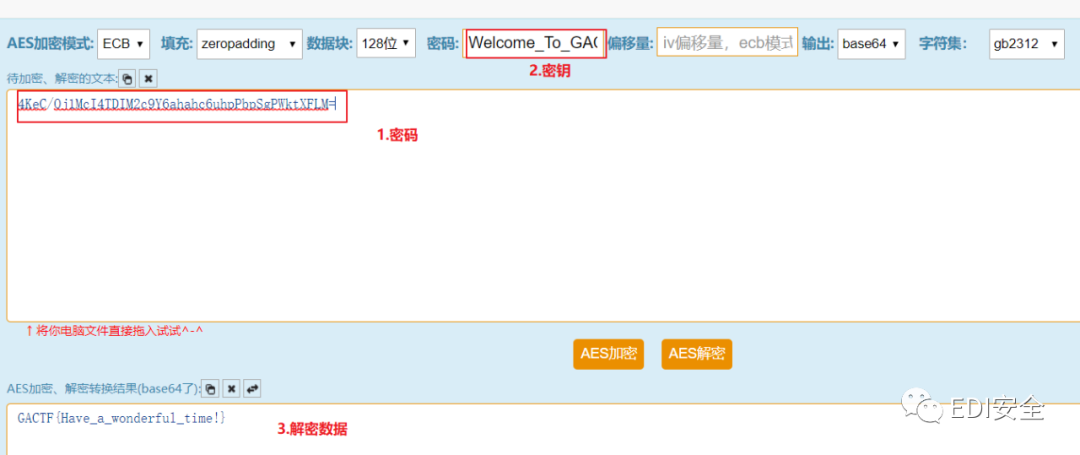 AES加密模式: ECB 填充: zeropadding 数据块: 128位 密码: Welcome_To_GAC 偏移量: iv偏移量，ecb模式 输出: base64 字符集: gb2312
2.密钥
待加密、解密的文本:
4KeC/0jlMcI4TDIM2c9Y6ahahc6uhpPbpSgPWktXFLM=
1.密码
↑将你电脑文件直接拖入试试^-^
AES加密 AES解密
AES加密、解密转换结果(base64了):
GACTF{Have_a_wonderful_time!}
3.解密数据
EDI安全